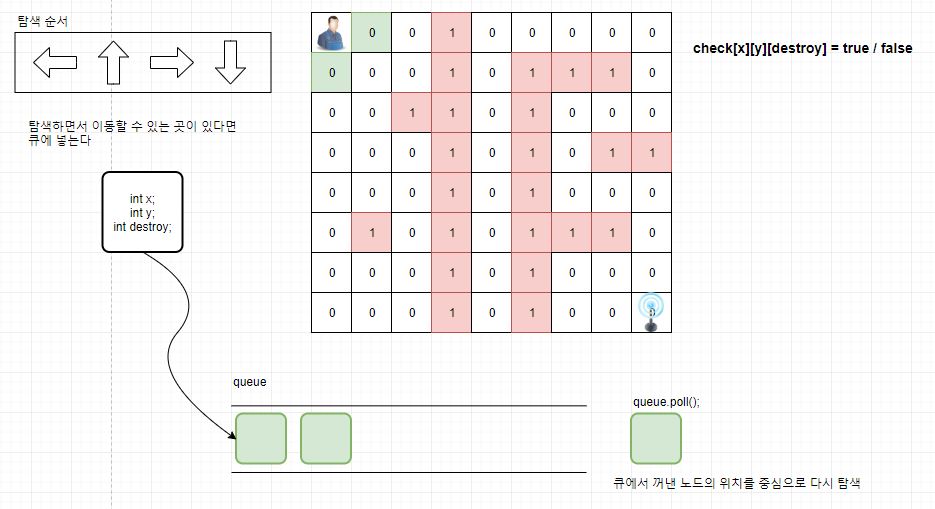 탐색 순서
탐색하면서 이동할 수 있는 곳이 있다면
큐에 넣는다
int x;
int y;
int destroy;
0 0 1 0 0 0 0 0
0 0 0 1 0 1 1 1 0
0 0 1 1 0 1 0 0 0
0 0 0 1 0 1 0 1 1
0 0 0 1 0 1 0 0 0
0 1 0 1 0 1 1 1 0
0 0 0 1 0 1 0 0 0
0 0 0 1 0 1 0 0 0
check[x][y][destroy] = true / false
queue
queue.poll();
큐에서 꺼낸 노드의 위치를 중심으로 다시 탐색